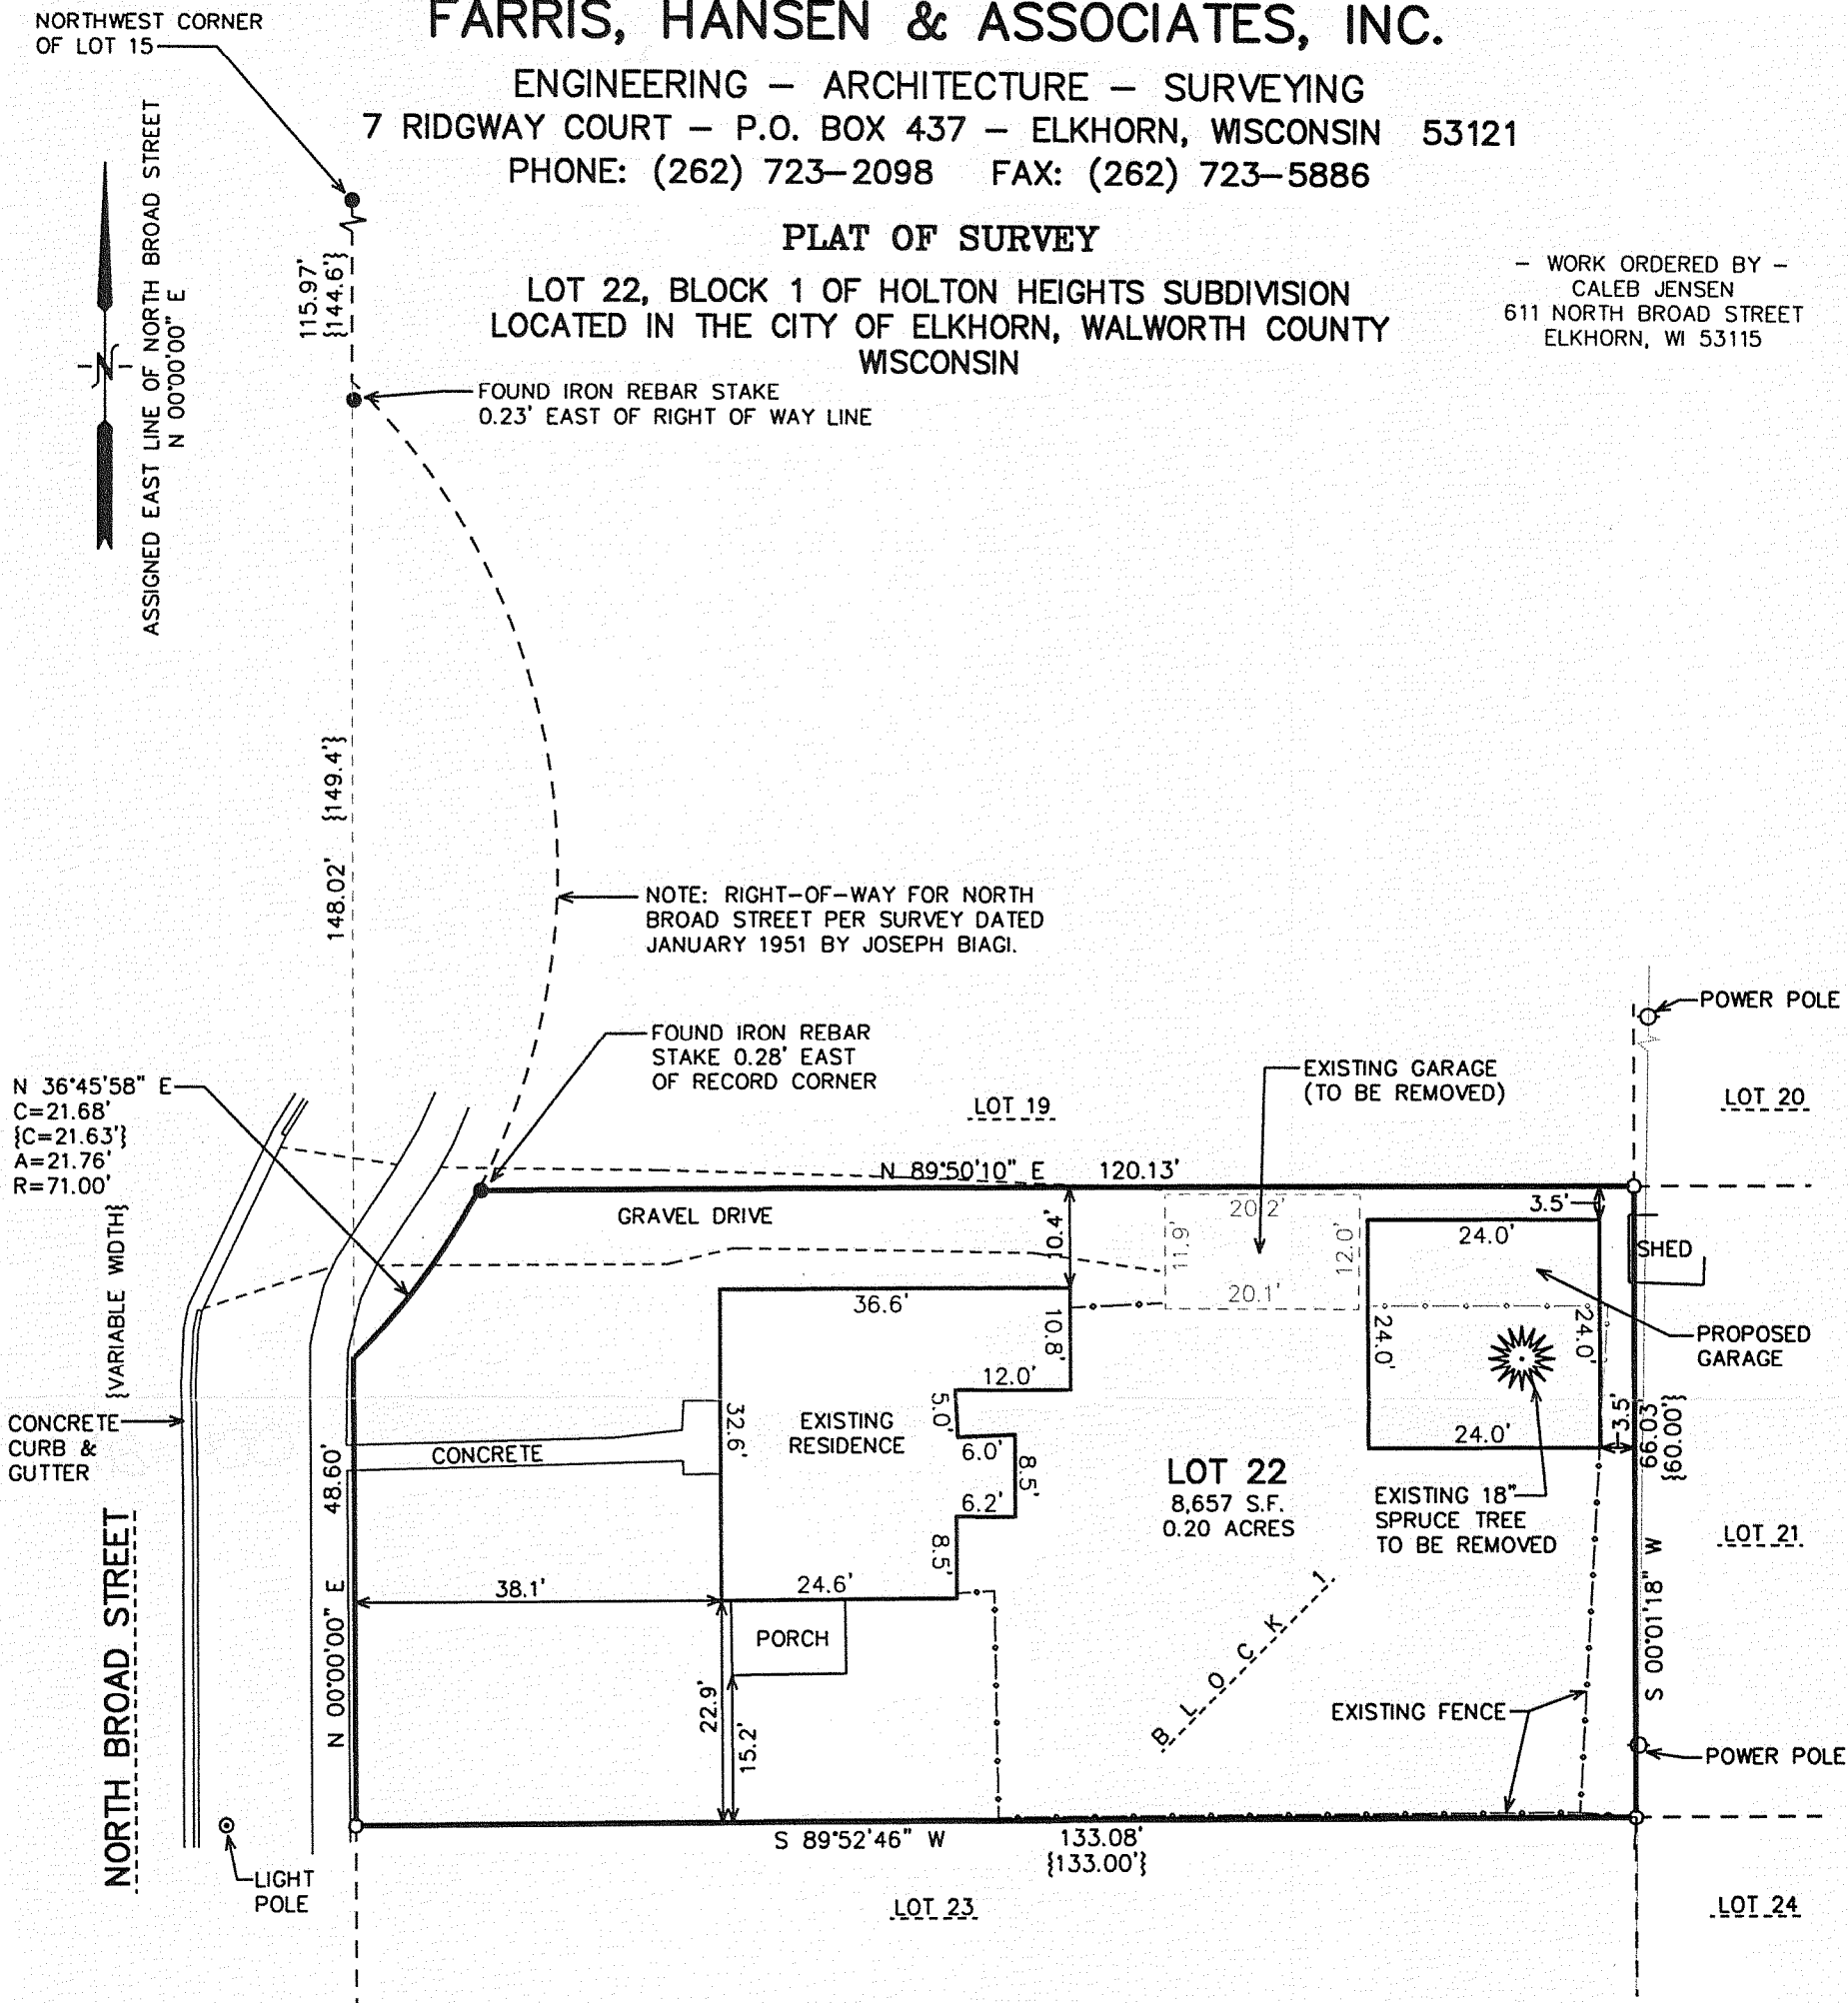 FARRIS, HANSEN & ASSOCIATES, INC.
ENGINEERING – ARCHITECTURE – SURVEYING
7 RIDGWAY COURT – P.O. BOX 437 – ELKHORN, WISCONSIN 53121
PHONE: (262) 723–2098 FAX: (262) 723–5886
PLAT OF SURVEY
LOT 22, BLOCK 1 OF HOLTON HEIGHTS SUBDIVISION
LOCATED IN THE CITY OF ELKHORN, WALWORTH COUNTY
WISCONSIN
– WORK ORDERED BY –
CALEB JENSEN
611 NORTH BROAD STREET
ELKHORN, WI 53115
NORTHWEST CORNER
OF LOT 15
ASSIGNED EAST LINE OF NORTH BROAD STREET
N 00°00'00" E
N
115.97'
{144.6'}
FOUND IRON REBAR STAKE
0.23' EAST OF RIGHT OF WAY LINE
148.02' {149.4'}
NOTE: RIGHT–OF–WAY FOR NORTH
BROAD STREET PER SURVEY DATED
JANUARY 1951 BY JOSEPH BIAGI.
FOUND IRON REBAR
STAKE 0.28' EAST
OF RECORD CORNER
N 36°45'58" E
C=21.68'
{C=21.63'}
A=21.76'
R=71.00'
{VARIABLE WIDTH}
EXISTING GARAGE
(TO BE REMOVED)
POWER POLE
LOT 19
LOT 20
N 89°50'10" E 120.13'
GRAVEL DRIVE
10.4'
20.2'
11.9'
12.0'
20.1'
3.5'
24.0'
SHED
36.6'
10.8'
24.0'
24.0'
PROPOSED
GARAGE
12.0'
5.0'
32.6'
EXISTING
RESIDENCE
6.0'
8.5'
6.2'
8.5'
24.0'
3.5'
66.03'
{60.00'}
CONCRETE
CURB &
GUTTER
CONCRETE
LOT 22
8,657 S.F.
0.20 ACRES
EXISTING 18"
SPRUCE TREE
TO BE REMOVED
LOT 21
NORTH BROAD STREET
N 00°00'00" E 48.60'
38.1'
24.6'
PORCH
22.9'
15.2'
BLOCK 1
S 00°01'18" W
EXISTING FENCE
POWER POLE
LIGHT
POLE
S 89°52'46" W 133.08'
{133.00'}
LOT 23
LOT 24